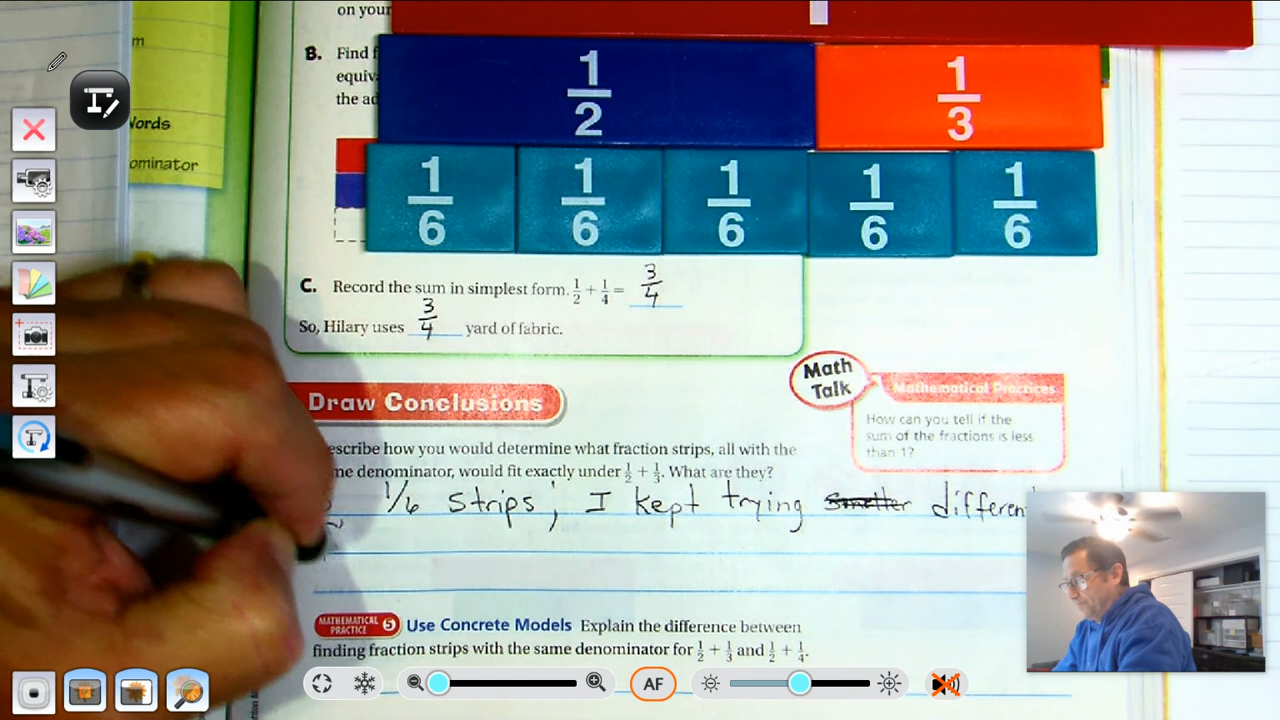 on your
B. Find
equiv
the ad
1/2
1/3
1/6 1/6 1/6 1/6 1/6
Words
ominator
C. Record the sum in simplest form. 1/2 + 1/4 = 3/4
So, Hilary uses 3/4 yard of fabric.
Math
Talk
Mathematical Practices
How can you tell if the
sum of the fractions is less
than 1?
Draw Conclusions
escribe how you would determine what fraction strips, all with the
me denominator, would fit exactly under 1/2 + 1/3. What are they?
1/6 strips; I kept trying smaller differen
MATHEMATICAL
PRACTICE 5 Use Concrete Models Explain the difference between
finding fraction strips with the same denominator for 1/2 + 1/3 and 1/2 + 1/4.
AF